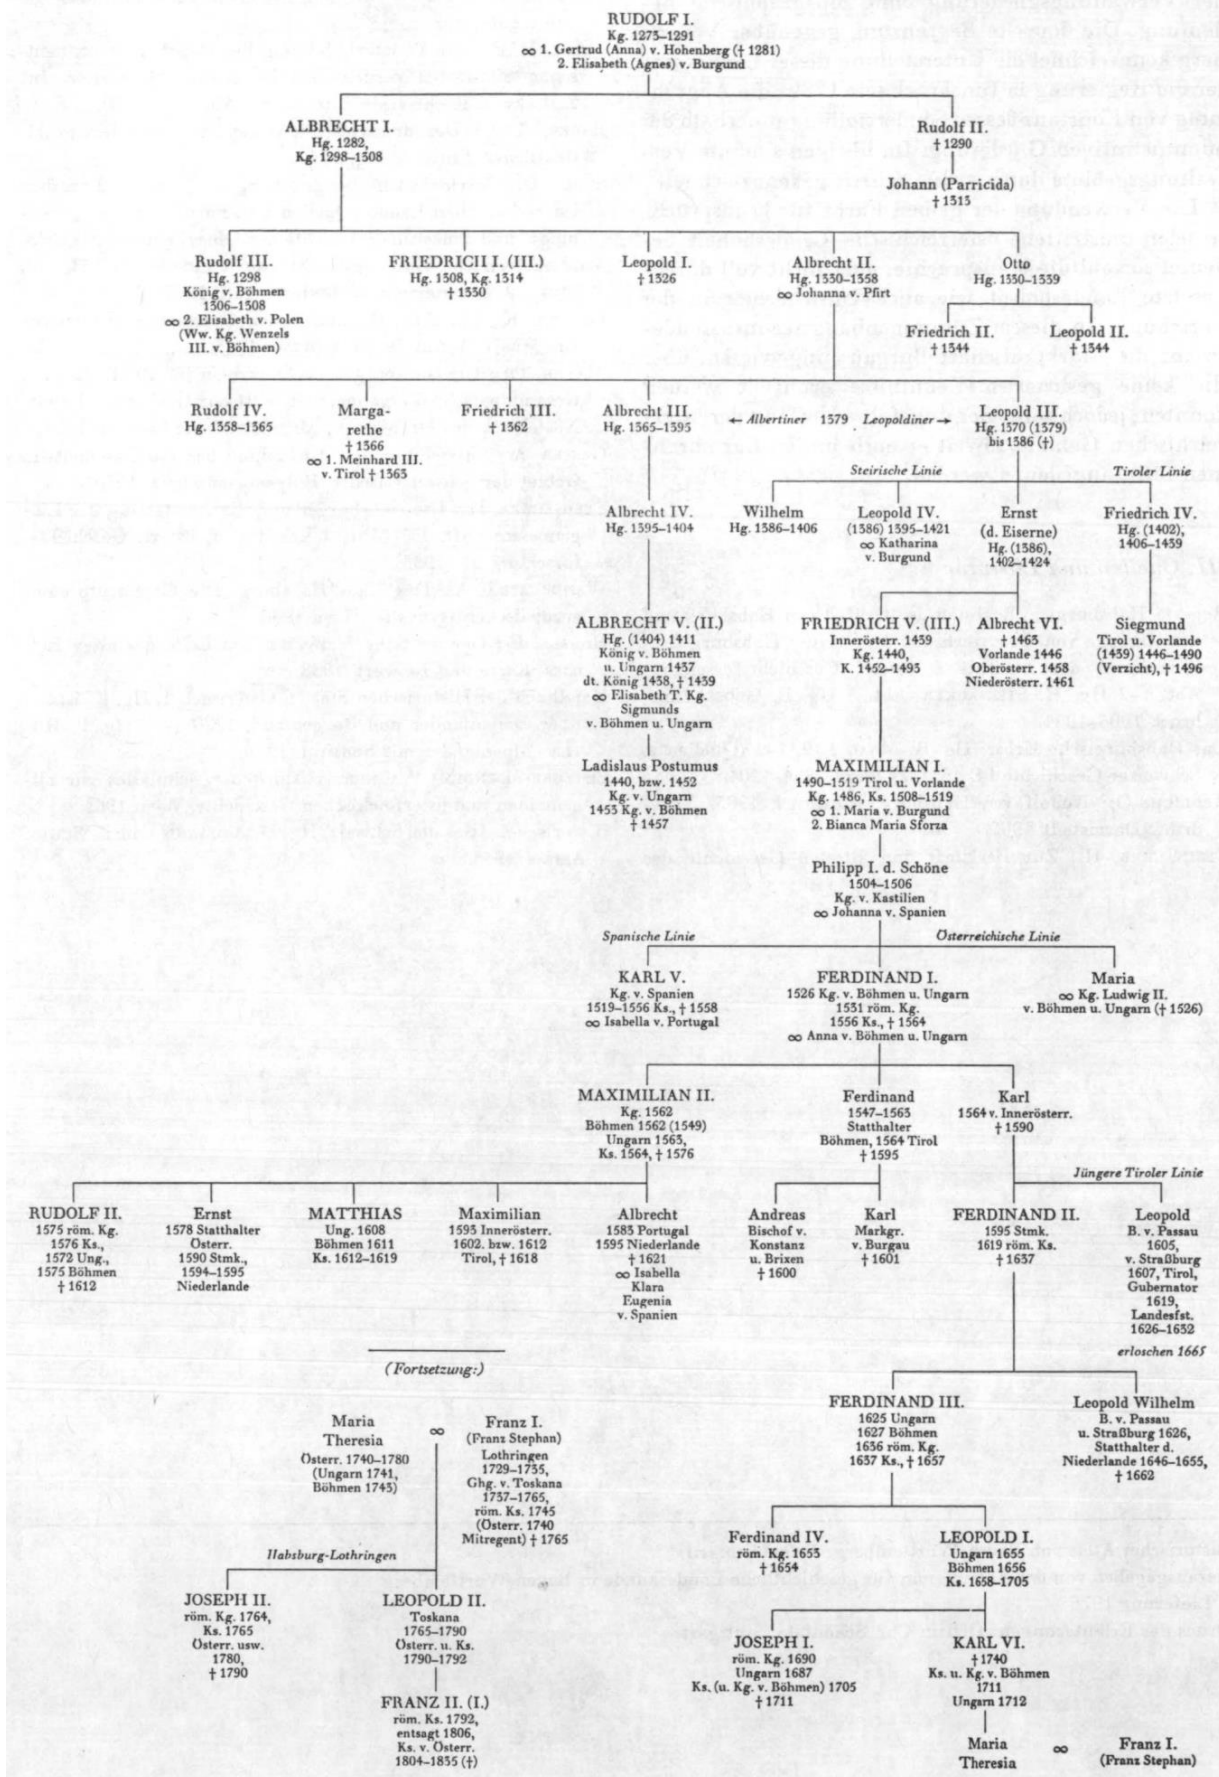 RUDOLF I.
Kg. 1273–1291
∞ 1. Gertrud (Anna) v. Hohenberg († 1281)
2. Elisabeth (Agnes) v. Burgund
ALBRECHT I.
Hg. 1282,
Kg. 1298–1308
Rudolf II.
† 1290
Johann (Parricida)
† 1313
Rudolf III.
Hg. 1298
König v. Böhmen
1306–1308
∞ 2. Elisabeth v. Polen
(Ww. Kg. Wenzels
III. v. Böhmen)
FRIEDRICH I. (III.)
Hg. 1308, Kg. 1314
† 1330
Leopold I.
† 1326
Albrecht II.
Hg. 1330–1358
∞ Johanna v. Pfirt
Otto
Hg. 1330–1339
Friedrich II.
† 1344
Leopold II.
† 1344
Rudolf IV.
Hg. 1358–1365
Marga-
rethe
† 1366
∞ 1. Meinhard III.
v. Tirol † 1363
Friedrich III.
† 1362
Albrecht III.
Hg. 1365–1395
← Albertiner 1379 Leopoldiner →
Leopold III.
Hg. 1370 (1379)
bis 1386 (†)
Steirische Linie
Tiroler Linie
Albrecht IV.
Hg. 1395–1404
Wilhelm
Hg. 1386–1406
Leopold IV.
(1386) 1395–1421
∞ Katharina
v. Burgund
Ernst
(d. Eiserne)
Hg. (1386),
1402–1424
Friedrich IV.
Hg. (1402),
1406–1439
ALBRECHT V. (II.)
Hg. (1404) 1411
König v. Böhmen
u. Ungarn 1437
dt. König 1438, † 1439
∞ Elisabeth T. Kg.
Sigmunds
v. Böhmen u. Ungarn
FRIEDRICH V. (III.)
Innerösterr. 1439
Kg. 1440,
K. 1452–1493
Albrecht VI.
† 1463
Vorlande 1446
Oberösterr. 1458
Niederösterr. 1461
Siegmund
Tirol u. Vorlande
(1439) 1446–1490
(Verzicht), † 1496
Ladislaus Postumus
1440, bzw. 1452
Kg. v. Ungarn
1453 Kg. v. Böhmen
† 1457
MAXIMILIAN I.
1490–1519 Tirol u. Vorlande
Kg. 1486, Ks. 1508–1519
∞ 1. Maria v. Burgund
2. Bianca Maria Sforza
Philipp I. d. Schöne
1504–1506
Kg. v. Kastilien
∞ Johanna v. Spanien
Spanische Linie
Österreichische Linie
KARL V.
Kg. v. Spanien
1519–1556 Ks., † 1558
∞ Isabella v. Portugal
FERDINAND I.
1526 Kg. v. Böhmen u. Ungarn
1531 röm. Kg.
1556 Ks., † 1564
∞ Anna v. Böhmen u. Ungarn
Maria
∞ Kg. Ludwig II.
v. Böhmen u. Ungarn († 1526)
MAXIMILIAN II.
Kg. 1562
Böhmen 1562 (1549)
Ungarn 1563,
Ks. 1564, † 1576
Ferdinand
1547–1563
Statthalter
Böhmen, 1564 Tirol
† 1595
Karl
1564 v. Innerösterr.
† 1590
Jüngere Tiroler Linie
RUDOLF II.
1575 röm. Kg.
1576 Ks.,
1572 Ung.,
1575 Böhmen
† 1612
Ernst
1578 Statthalter
Österr.
1590 Stmk.,
1594–1595
Niederlande
MATTHIAS
Ung. 1608
Böhmen 1611
Ks. 1612–1619
Maximilian
1593 Innerösterr.
1602. bzw. 1612
Tirol, † 1618
Albrecht
1583 Portugal
1595 Niederlande
† 1621
∞ Isabella
Klara
Eugenia
v. Spanien
Andreas
Bischof v.
Konstanz
u. Brixen
† 1600
Karl
Markgr.
v. Burgau
† 1601
FERDINAND II.
1595 Stmk.
1619 röm. Ks.
† 1637
Leopold
B. v. Passau
1605,
v. Straßburg
1607, Tirol,
Gubernator
1619,
Landesfst.
1626–1632
erloschen 1665
(Fortsetzung:)
FERDINAND III.
1625 Ungarn
1627 Böhmen
1636 röm. Kg.
1637 Ks., † 1657
Leopold Wilhelm
B. v. Passau
u. Straßburg 1626,
Statthalter d.
Niederlande 1646–1655,
† 1662
Maria
Theresia
Österr. 1740–1780
(Ungarn 1741,
Böhmen 1743)
∞
Franz I.
(Franz Stephan)
Lothringen
1729–1735,
Ghg. v. Toskana
1737–1765,
röm. Ks. 1745
(Österr. 1740
Mitregent) † 1765
Ferdinand IV.
röm. Kg. 1653
† 1654
LEOPOLD I.
Ungarn 1655
Böhmen 1656
Ks. 1658–1705
Habsburg-Lothringen
JOSEPH II.
röm. Kg. 1764,
Ks. 1765
Österr. usw.
1780,
† 1790
LEOPOLD II.
Toskana
1765–1790
Österr. u. Ks.
1790–1792
JOSEPH I.
röm. Kg. 1690
Ungarn 1687
Ks. (u. Kg. v. Böhmen) 1705
† 1711
KARL VI.
† 1740
Ks. u. Kg. v. Böhmen
1711
Ungarn 1712
FRANZ II. (I.)
röm. Ks. 1792,
entsagt 1806,
Ks. v. Österr.
1804–1835 (†)
Maria
Theresia
∞
Franz I.
(Franz Stephan)